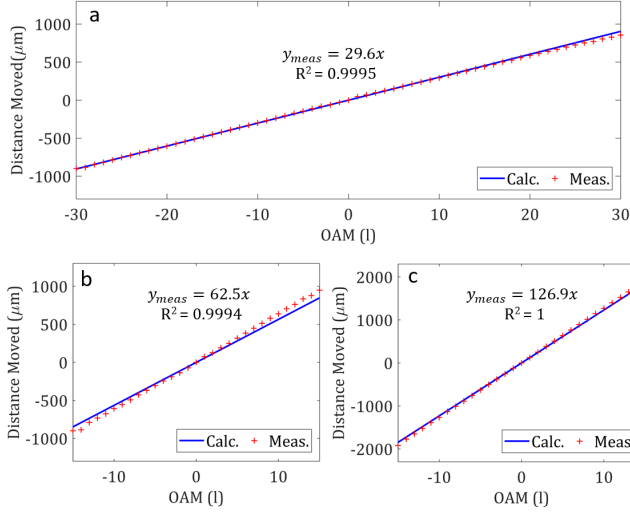 a
1000
500
0
-500
-1000
Distance Moved(μm)
y_meas = 29.6x
R² = 0.9995
Calc. Meas.
-30 -20 -10 0 10 20 30
OAM (l)
b
1000
500
0
-500
-1000
Distance Moved (μm)
y_meas = 62.5x
R² = 0.9994
Calc. Meas.
-10 0 10
OAM (l)
c
2000
1000
0
-1000
-2000
Distance Moved (μm)
y_meas = 126.9x
R² = 1
Calc. Meas
-10 0 10
OAM (l)